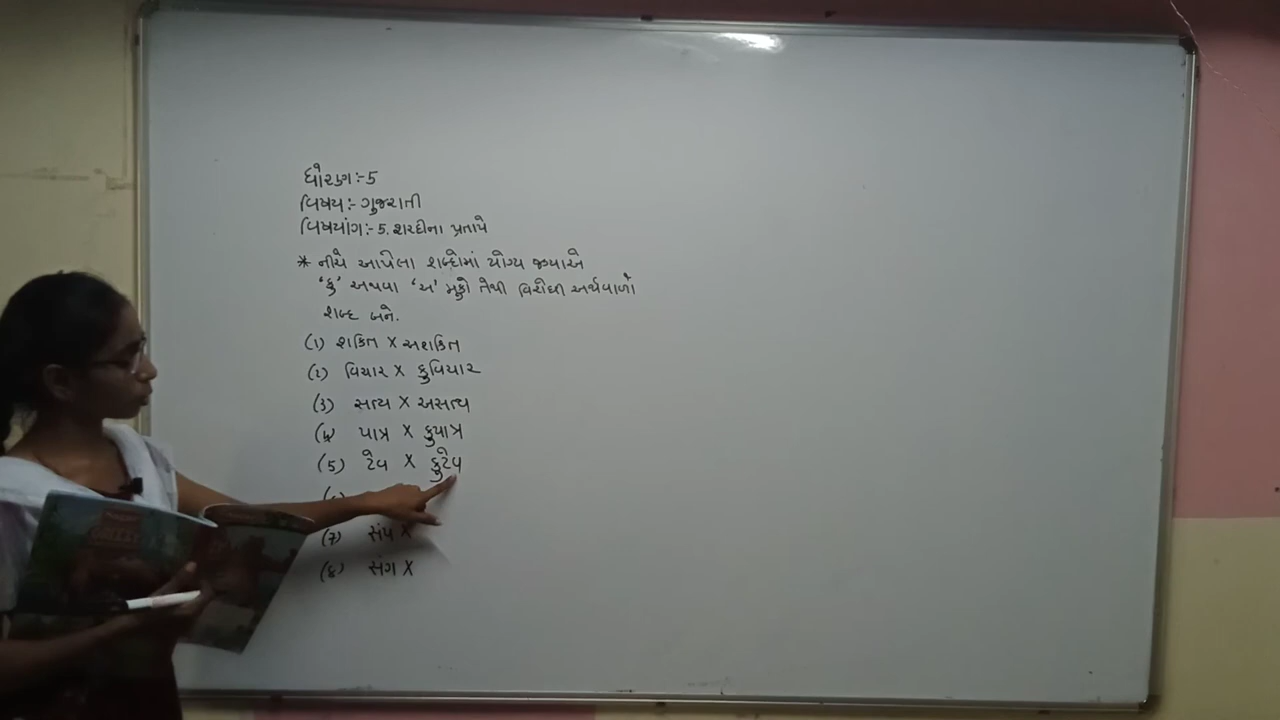 ધોરણ:-5
વિષય:- ગુજરાતી
વિષયાંગ:- 5. શરદીના પ્રતાપે
* નીચે આપેલા શબ્દોમાં યોગ્ય જગ્યાએ
'કુ' અથવા 'અ' મૂકો તેથી વિરોધી અર્થવાળો
શબ્દ બને.
(1) શકિત X અશકિત
(2) વિચાર X કુવિચાર
(3) સત્ય X અસત્ય
(4) પાત્ર X કુપાત્ર
(5) ટેવ X કુટેવ
(7) સંપ X
(8) સંગ X